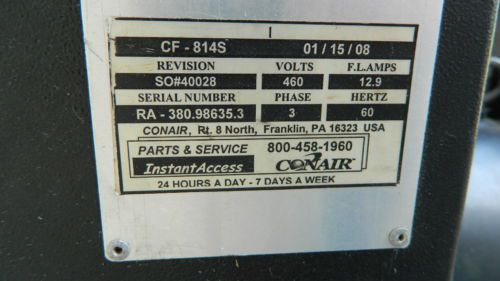 CF - 814S 01 / 15 / 08
REVISION VOLTS F.L.AMPS
SO#40028 460 12.9
SERIAL NUMBER PHASE HERTZ
RA - 380.98635.3 3 60
CONAIR, Rt. 8 North, Franklin, PA 16323 USA
PARTS & SERVICE 800-458-1960
InstantAccess CONAIR
24 HOURS A DAY - 7 DAYS A WEEK